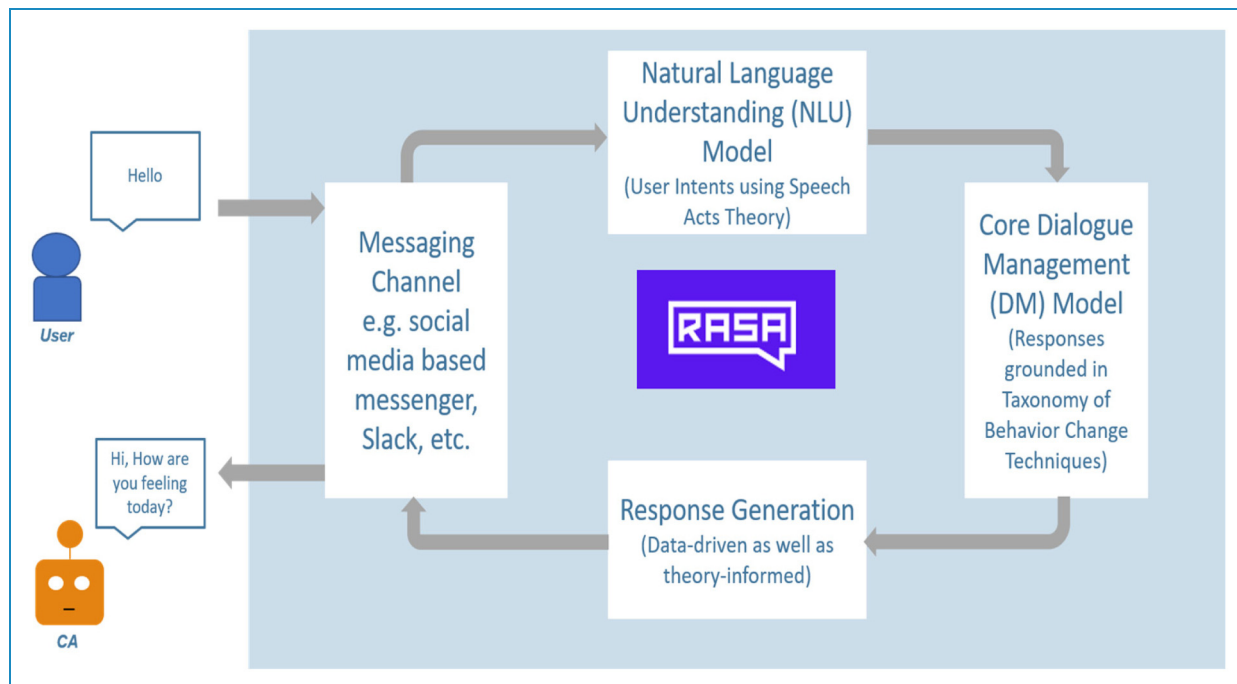 Hello
User
Hi, How are
you feeling
today?
CA
Messaging
Channel
e.g. social
media based
messenger,
Slack, etc.
Natural Language
Understanding (NLU)
Model
(User Intents using Speech
Acts Theory)
RASA
Core Dialogue
Management
(DM) Model
(Responses
grounded in
Taxonomy of
Behavior Change
Techniques)
Response Generation
(Data-driven as well as
theory-informed)